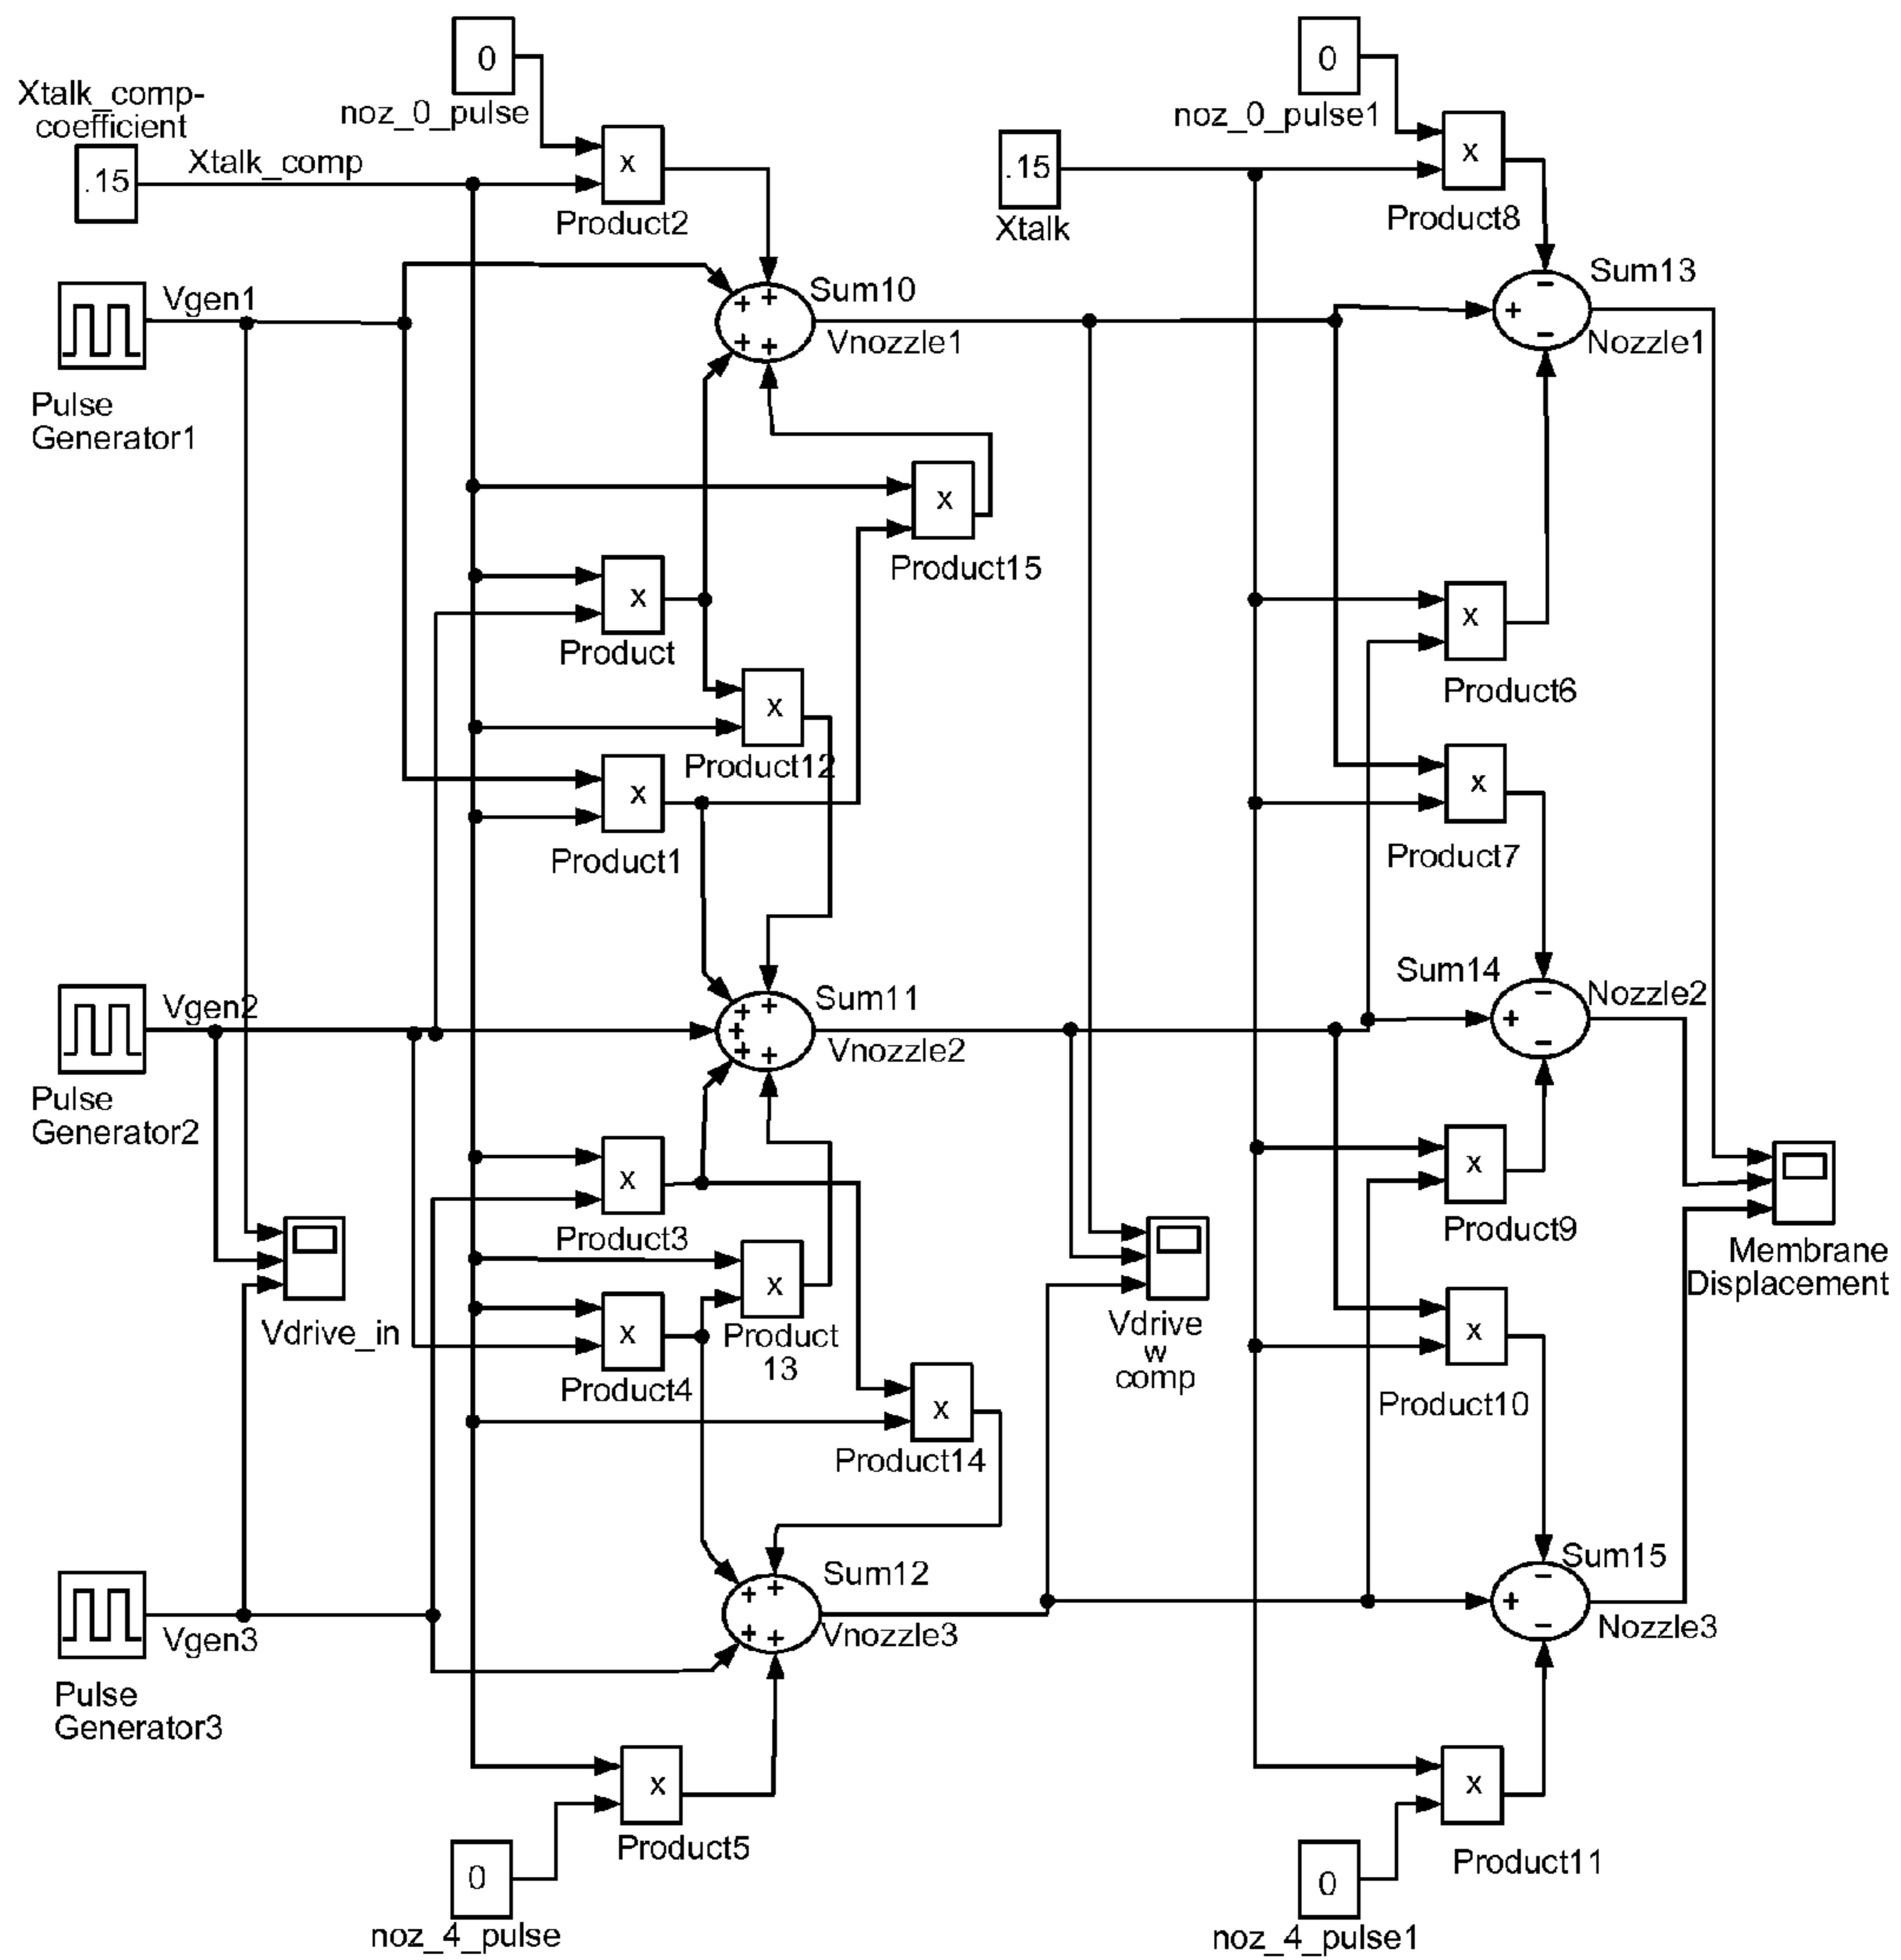 0
noz_0_pulse
0
noz_0_pulse1
Xtalk_comp-
coefficient
.15
Xtalk_comp
x
Product2
.15
Xtalk
x
Product8
Vgen1
Pulse
Generator1
+ +
+ +
Sum10
Vnozzle1
−
+
−
Sum13
Nozzle1
x
Product15
x
Product
x
Product6
x
Product12
x
Product1
x
Product7
Vgen2
Pulse
Generator2
+ +
+
+ +
Sum11
Vnozzle2
Sum14
−
+
−
Nozzle2
x
Product3
x
Product9
Vdrive_in
x
Product
13
x
Product4
Vdrive
w
comp
Membrane
Displacement
x
Product10
x
Product14
Vgen3
Pulse
Generator3
+ +
+ +
Sum12
Vnozzle3
Sum15
−
+
−
Nozzle3
x
Product5
x
Product11
0
noz_4_pulse
0
noz_4_pulse1